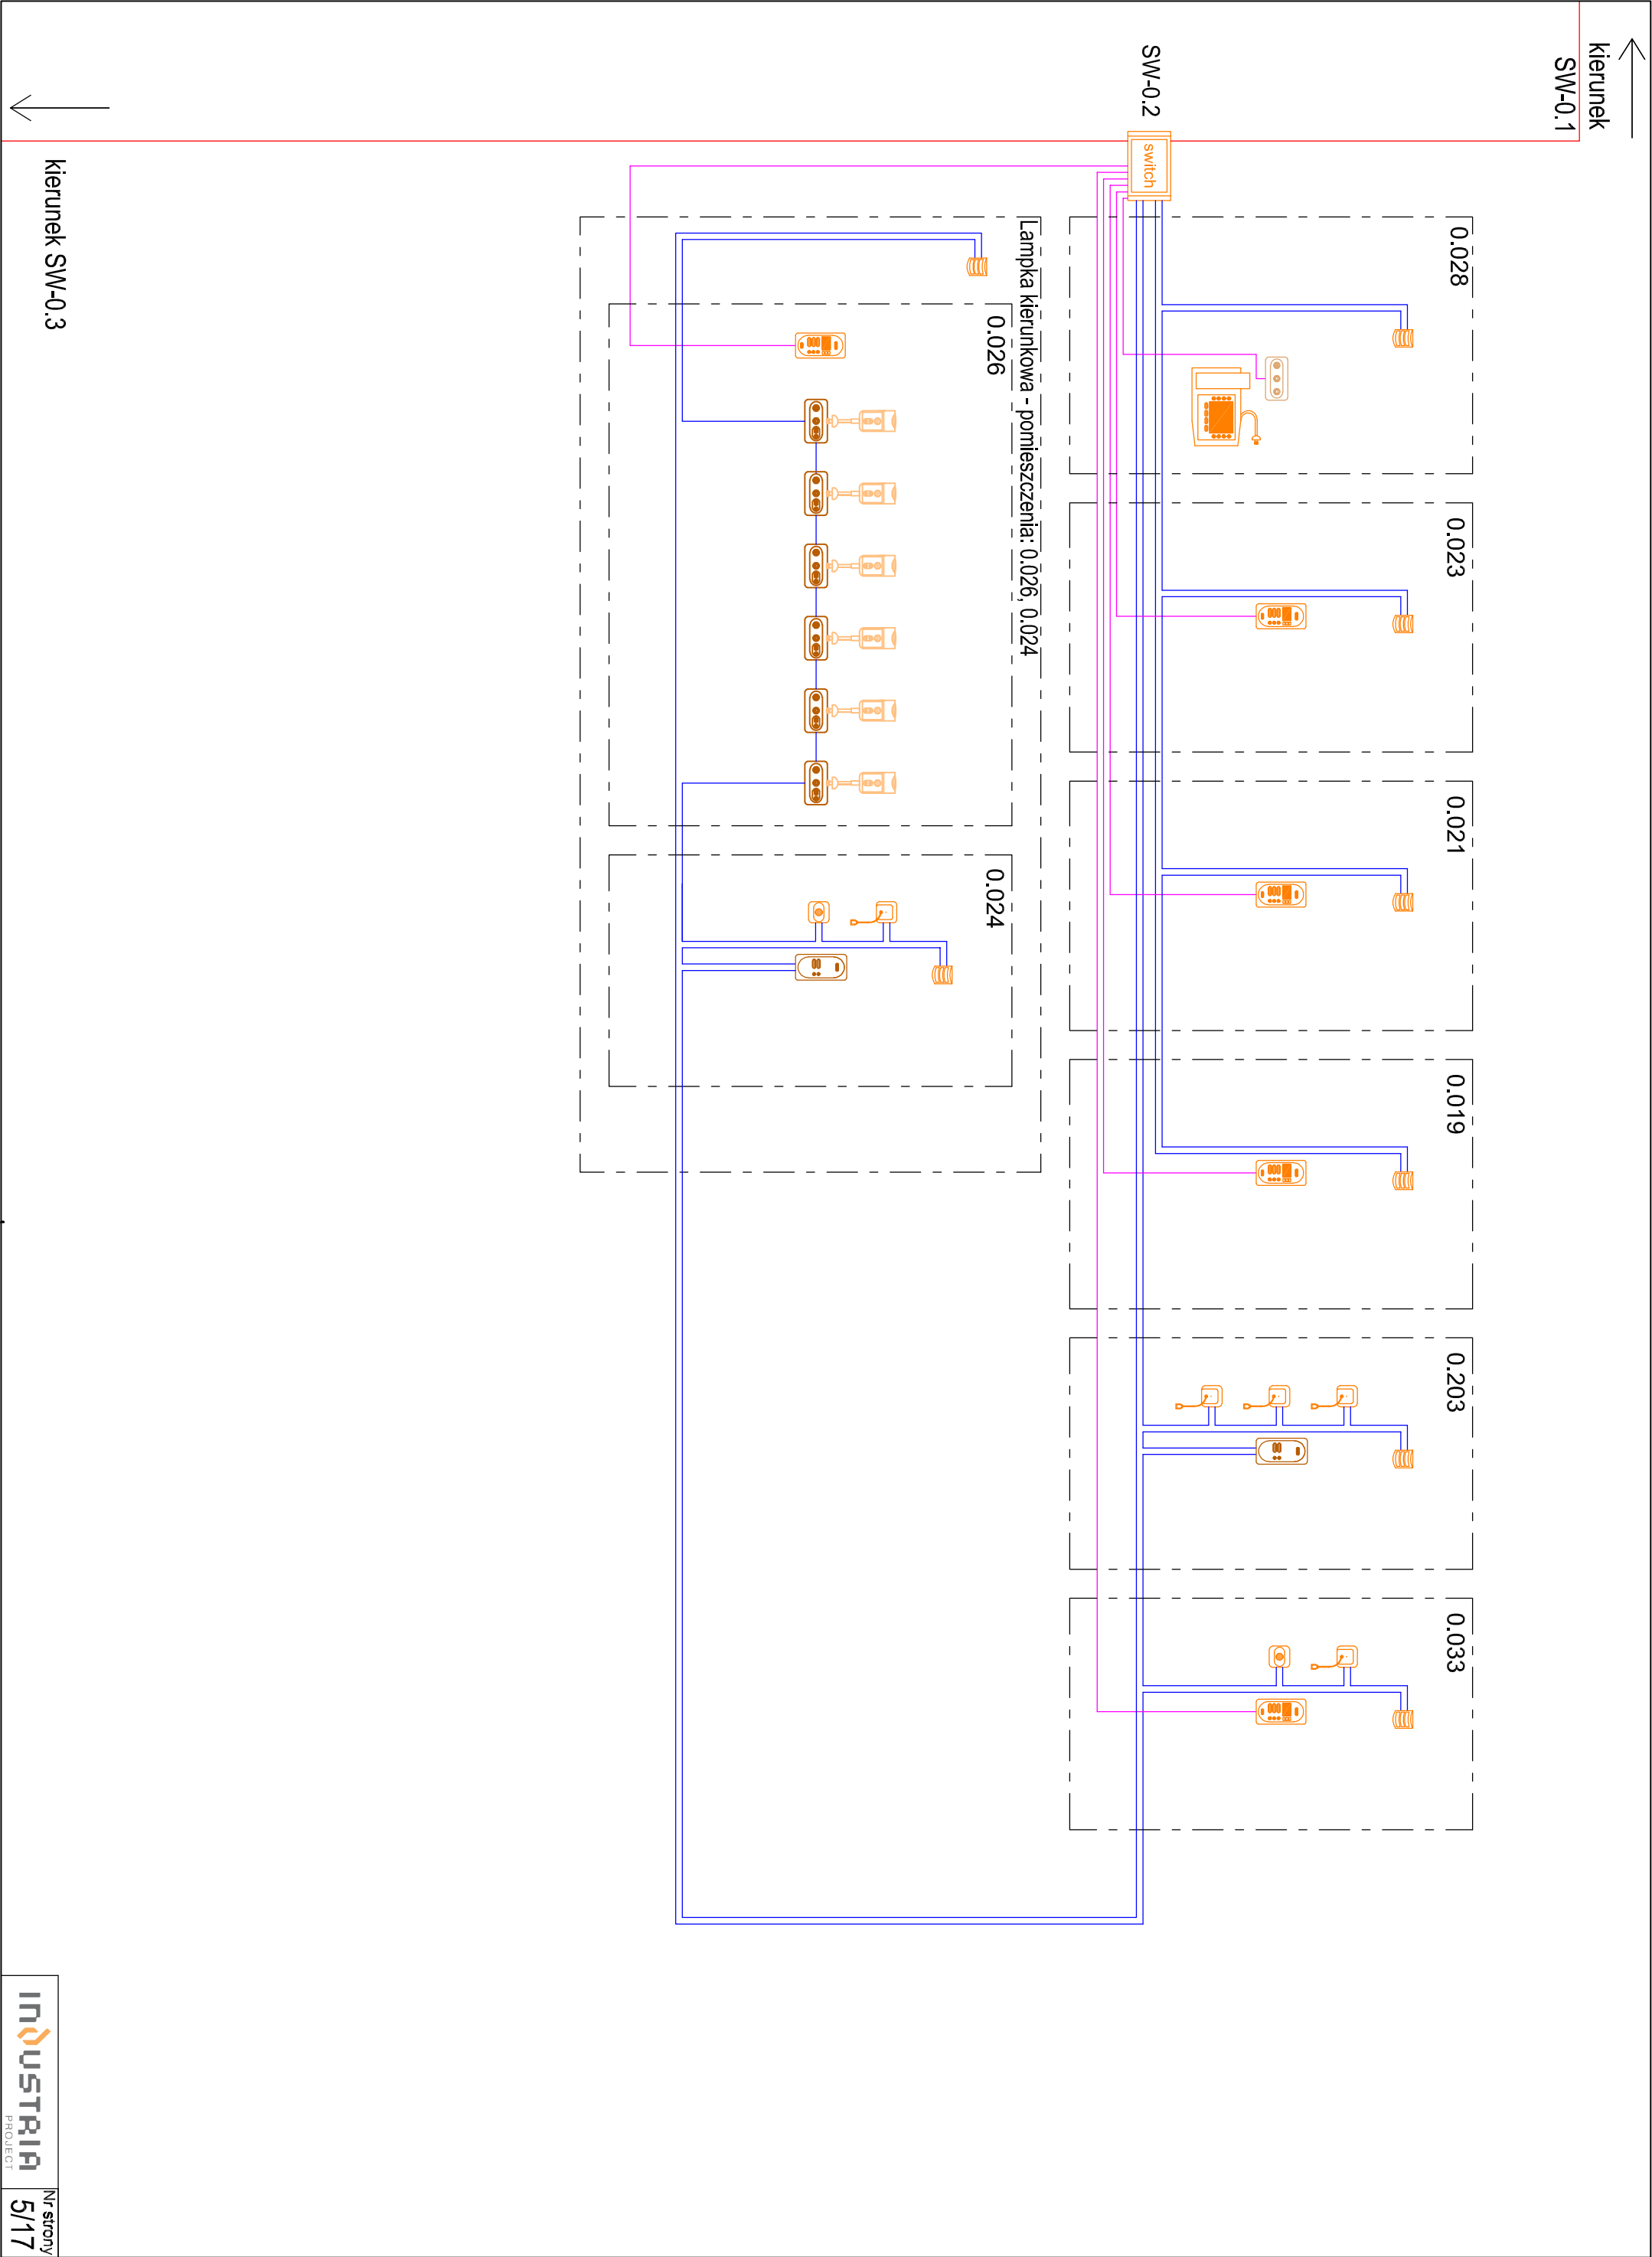 kierunek
SW-0.1
SW-0.2
switch
0.028
0.023
0.021
0.019
0.203
0.033
Lampka kierunkowa - pomieszczenia: 0.026, 0.024
0.026
0.024
kierunek SW-0.3
INDUSTRIA
PROJECT
Nr strony
5/17